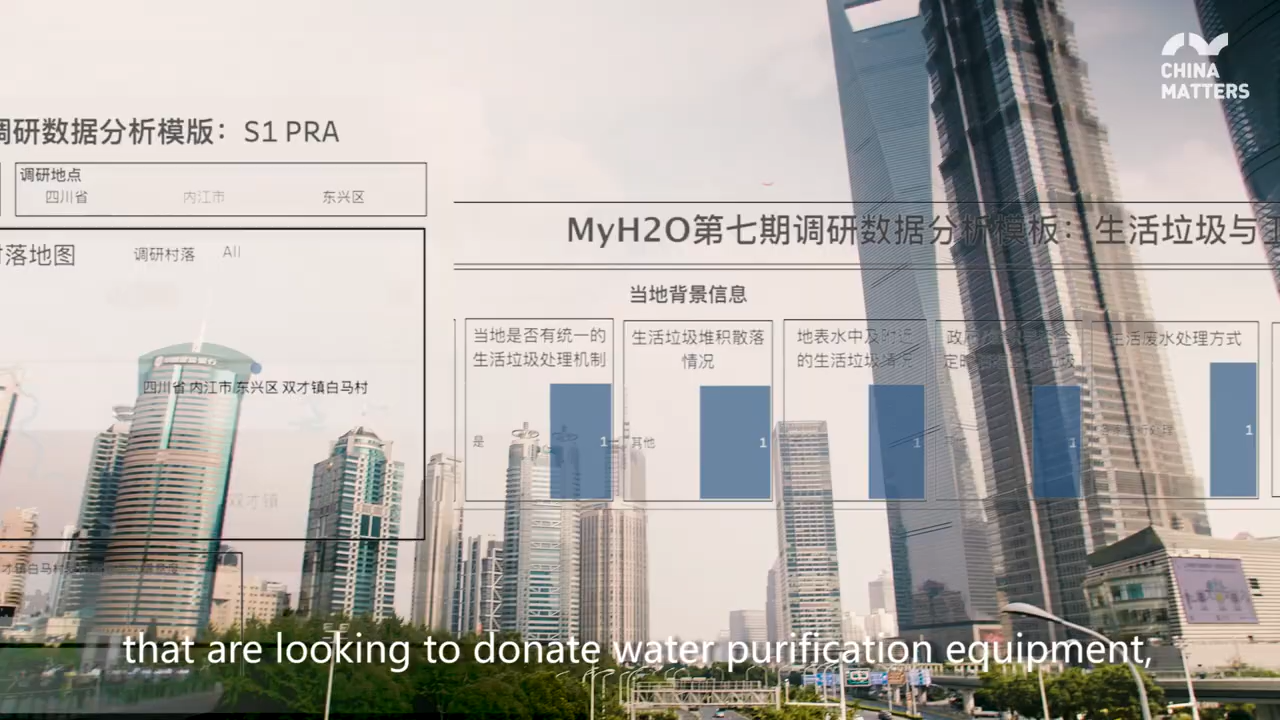 CHINA
MATTERS
调研数据分析模版：S1 PRA
调研地点
四川省 内江市 东兴区
村落地图 调研村落 All
四川省 内江市 东兴区 双才镇白马村
双才镇
MyH2O第七期调研数据分析模板：生活垃圾与
当地背景信息
当地是否有统一的
生活垃圾处理机制
是
1
生活垃圾堆积散落
情况
其他
1
地表水中及附近
的生活垃圾情况
1
1
生活废水处理方式
1
that are looking to donate water purification equipment,